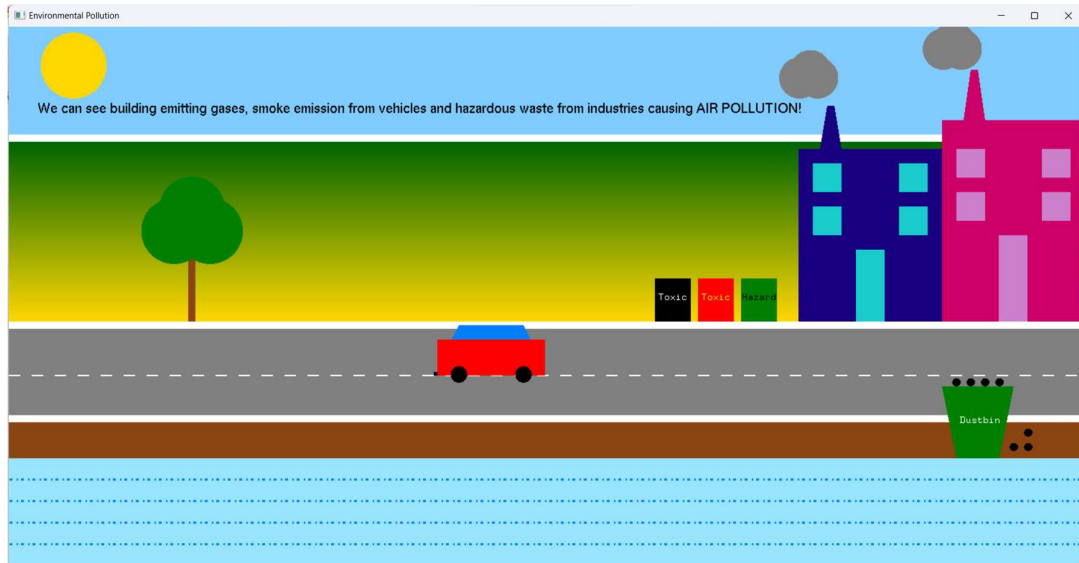 Environmental Pollution
We can see building emitting gases, smoke emission from vehicles and hazardous waste from industries causing AIR POLLUTION!
Toxic Toxic Hazard
Dustbin